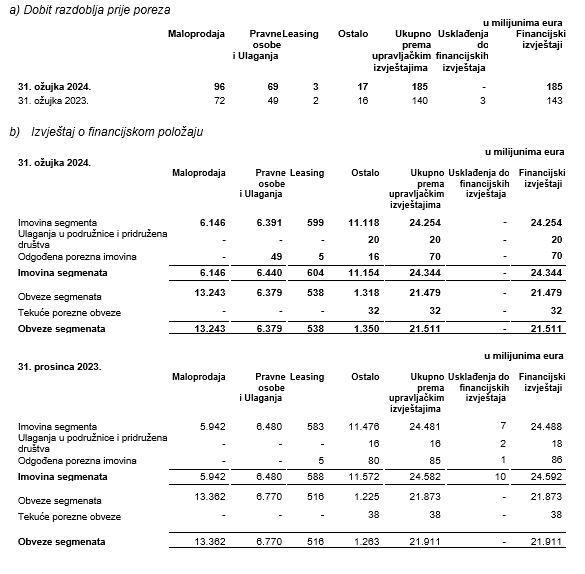 a) Dobit razdoblja prije poreza
u milijunima eura
Maloprodaja Pravne osobe i Ulaganja Leasing Ostalo Ukupno prema upravljačkim izvještajima Usklađenja do financijskih izvještaja Financijski izvještaji
31. ožujka 2024. 96 69 3 17 185 - 185
31. ožujka 2023. 72 49 2 16 140 3 143
b) Izvještaj o financijskom položaju
u milijunima eura
31. ožujka 2024.
Maloprodaja Pravne osobe i Ulaganja Leasing Ostalo Ukupno prema upravljačkim izvještajima Usklađenja do financijskih izvještaja Financijski izvještaji
Imovina segmenta 6.146 6.391 599 11.118 24.254 - 24.254
Ulaganja u podružnice i pridružena društva - - - 20 20 - 20
Odgođena porezna imovina - 49 5 16 70 - 70
Imovina segmenata 6.146 6.440 604 11.154 24.344 - 24.344
Obveze segmenata 13.243 6.379 538 1.318 21.479 - 21.479
Tekuće porezne obveze - - - 32 32 - 32
Obveze segmenata 13.243 6.379 538 1.350 21.511 - 21.511
u milijunima eura
31. prosinca 2023.
Maloprodaja Pravne osobe i Ulaganja Leasing Ostalo Ukupno prema upravljačkim izvještajima Usklađenja do financijskih izvještaja Financijski izvještaji
Imovina segmenta 5.942 6.480 583 11.476 24.481 7 24.488
Ulaganja u podružnice i pridružena društva - - - 16 16 2 18
Odgođena porezna imovina - - 5 80 85 1 86
Imovina segmenata 5.942 6.480 588 11.572 24.582 10 24.592
Obveze segmenata 13.362 6.770 516 1.225 21.873 - 21.873
Tekuće porezne obveze - - - 38 38 - 38
Obveze segmenata 13.362 6.770 516 1.263 21.911 - 21.911